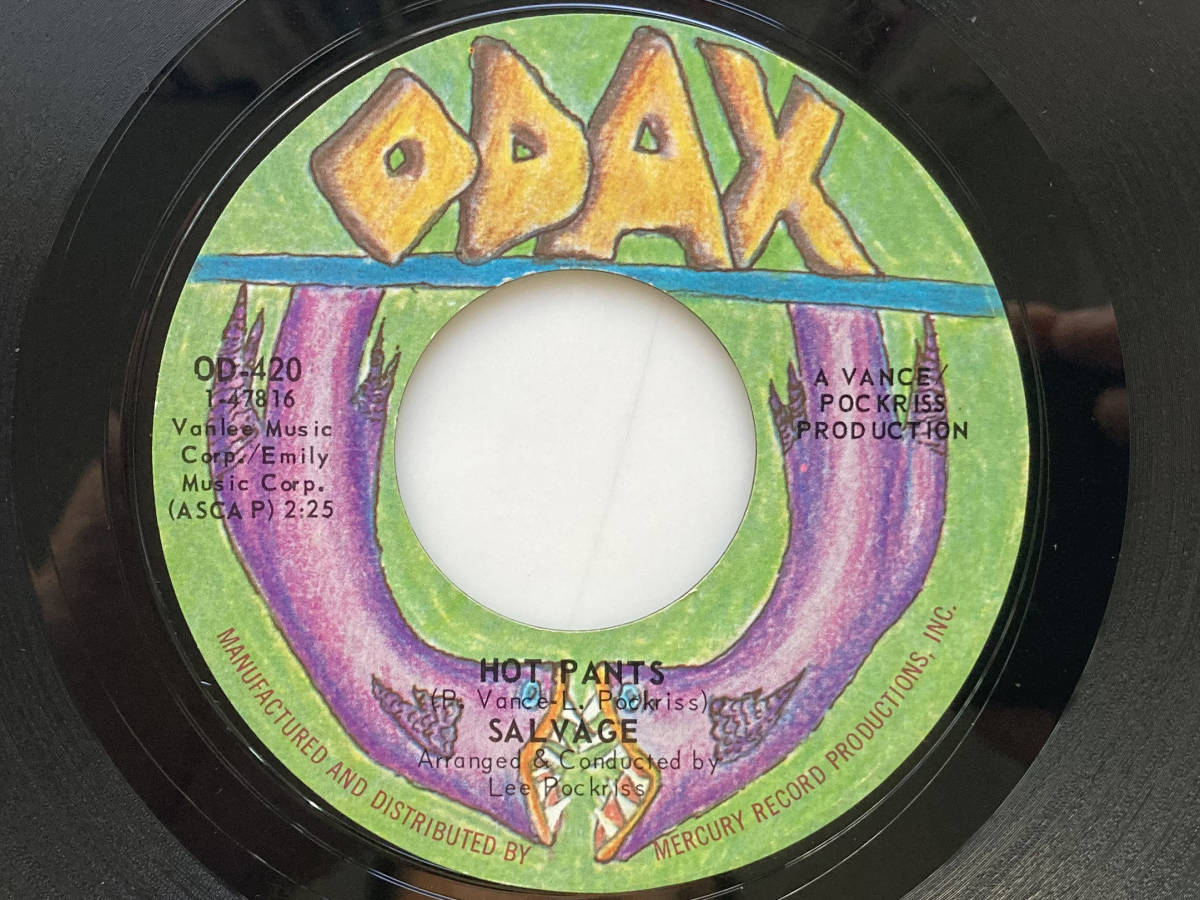 ODAX
OD-420
1-47816
Vanlee Music
Corp./Emily
Music Corp.
(ASCAP) 2:25
A VANCE/
POCKRISS
PRODUCTION
HOT PANTS
(P. Vance-L. Pockriss)
SALVAGE
Arranged & Conducted by
Lee Pockriss
MANUFACTURED AND DISTRIBUTED BY MERCURY RECORD PRODUCTIONS, INC.